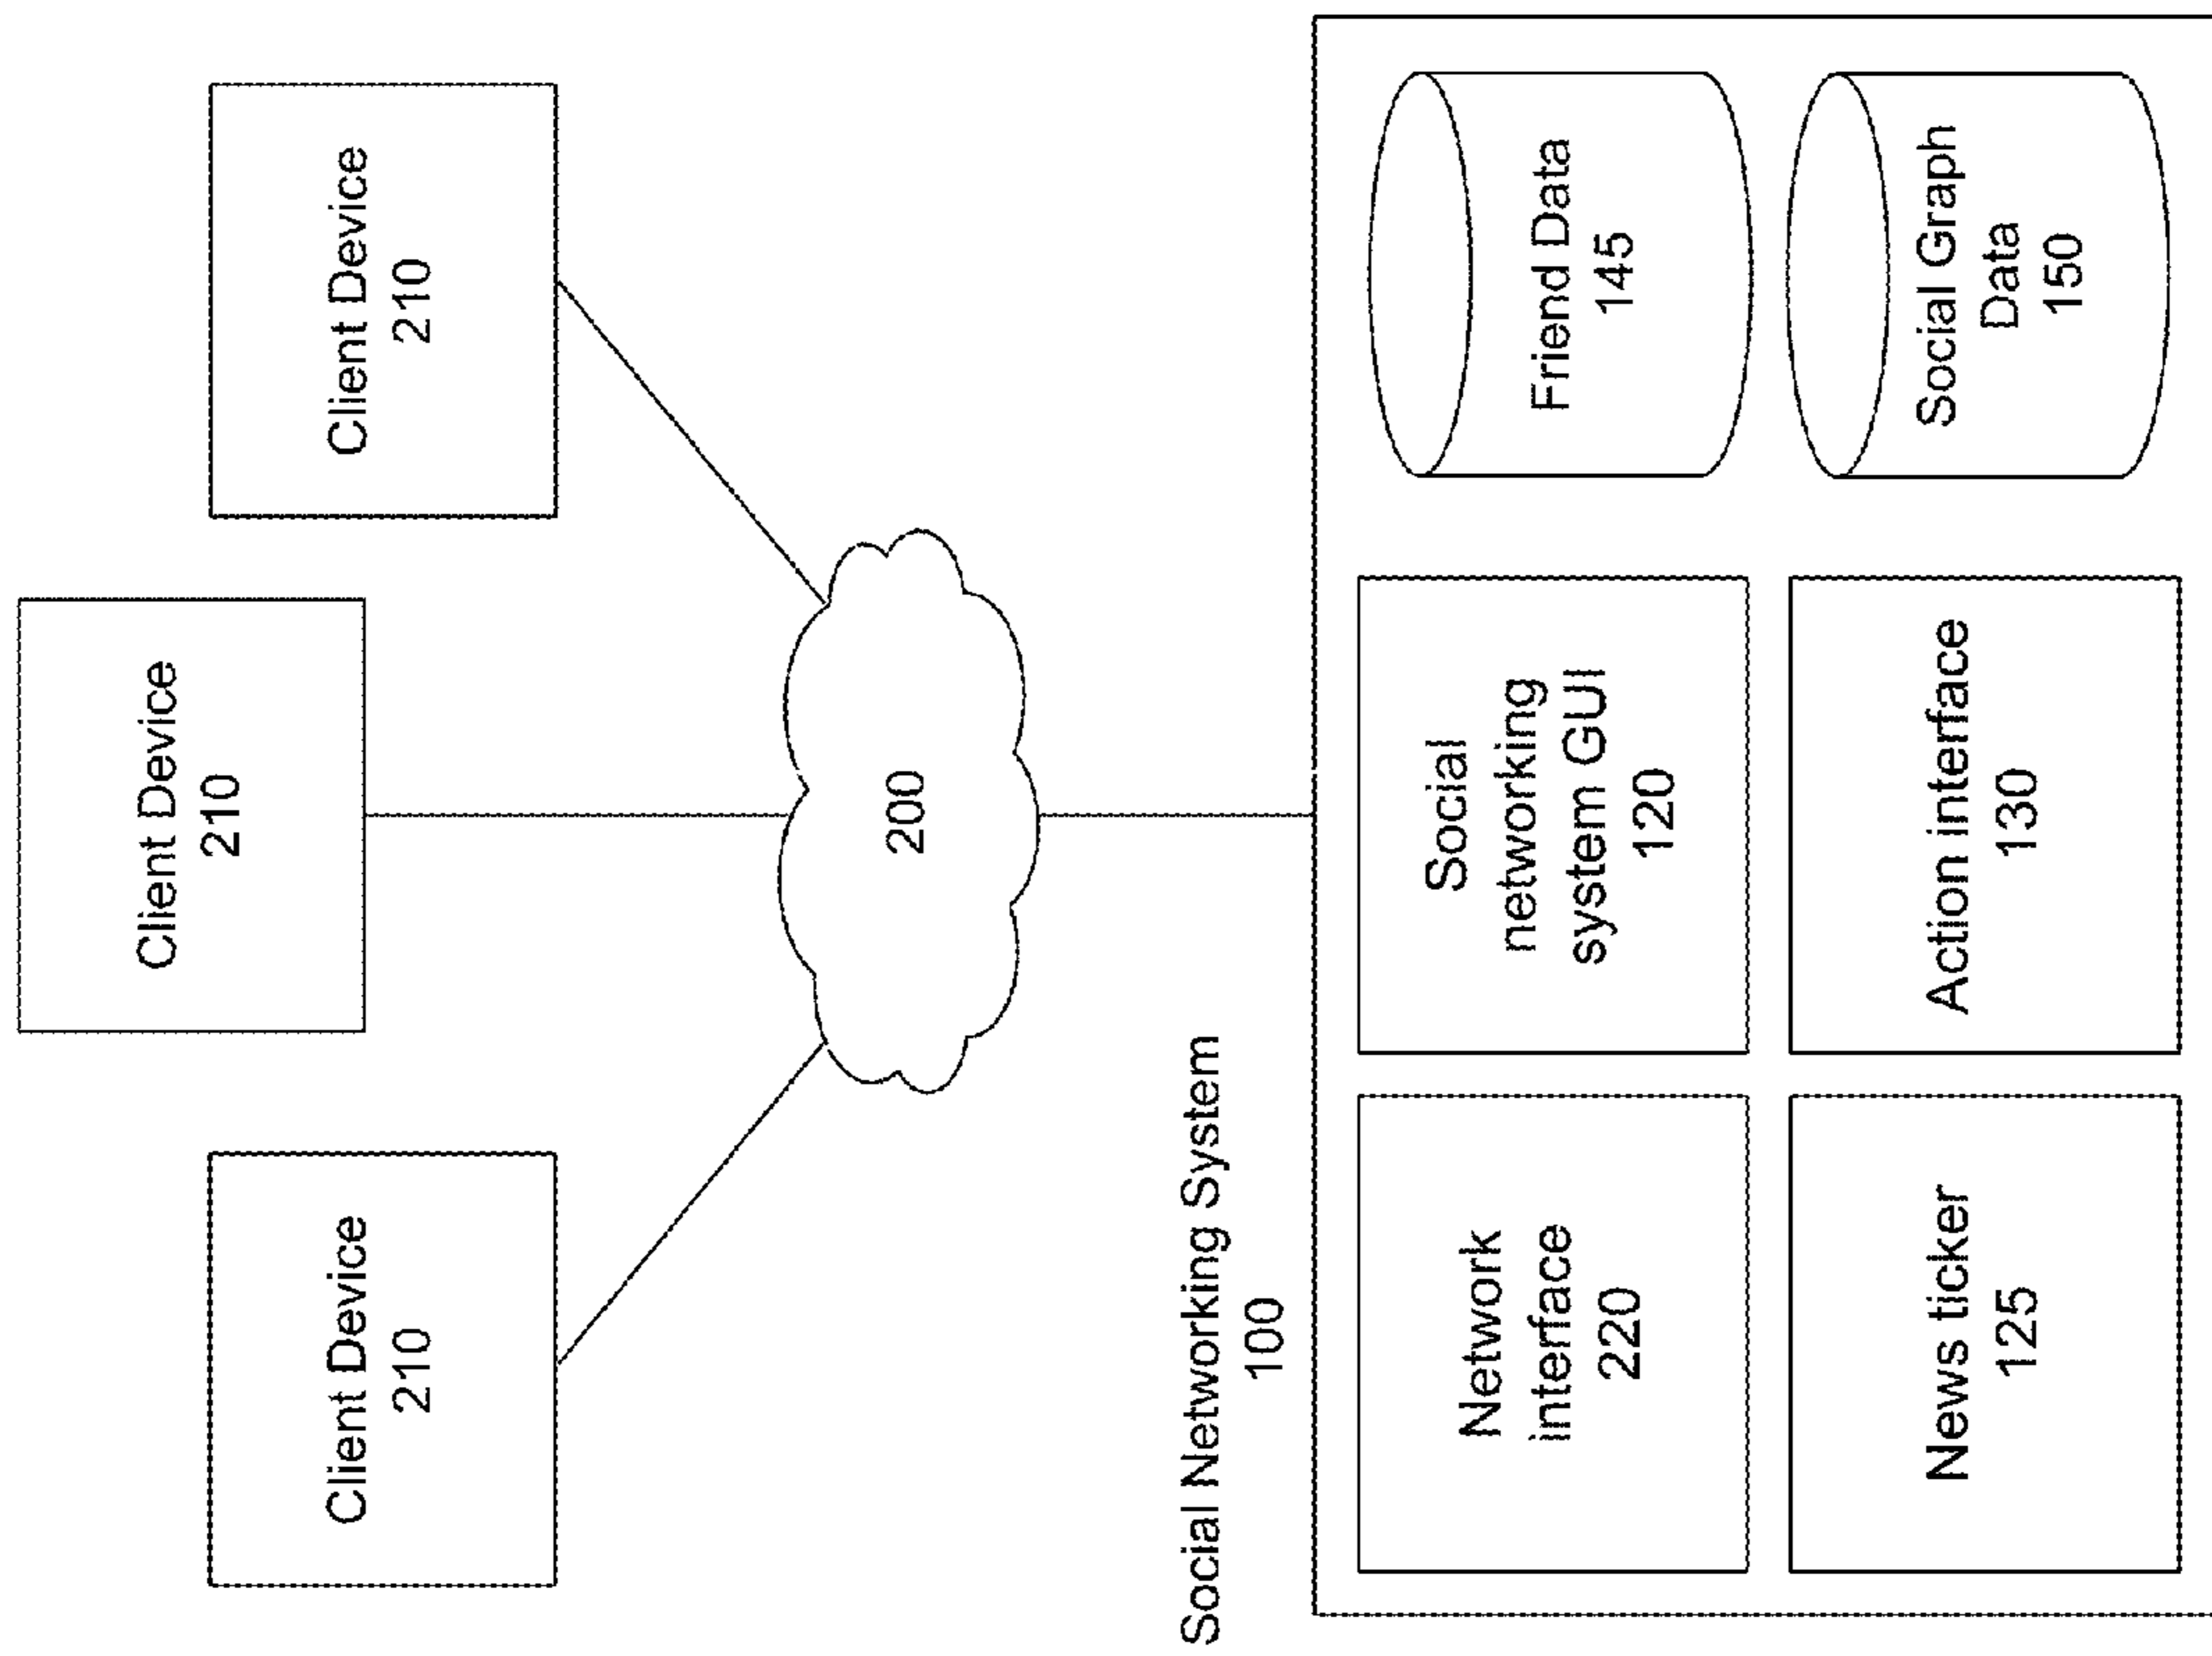 Client Device
210
Client Device
210
Client Device
210
200
Social Networking System
100
Network
interface
220
Social
networking
system GUI
120
Friend Data
145
News ticker
125
Action interface
130
Social Graph
Data
150